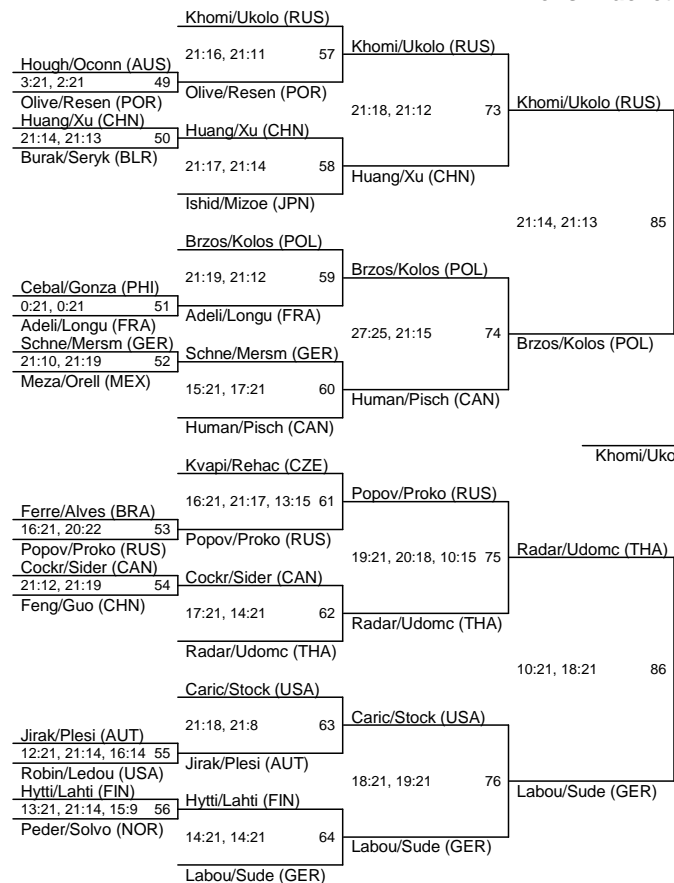 Khomi/Ukolo (RUS)
21:16, 21:11 57
Khomi/Ukolo (RUS)
Hough/Oconn (AUS)
3:21, 2:21 49
Olive/Resen (POR)
Olive/Resen (POR)
21:18, 21:12 73
Khomi/Ukolo (RUS)
Huang/Xu (CHN)
21:14, 21:13 50
Burak/Seryk (BLR)
Huang/Xu (CHN)
21:17, 21:14 58
Huang/Xu (CHN)
Ishid/Mizoe (JPN)
21:14, 21:13 85
Brzos/Kolos (POL)
21:19, 21:12 59
Brzos/Kolos (POL)
Cebal/Gonza (PHI)
0:21, 0:21 51
Adeli/Longu (FRA)
Adeli/Longu (FRA)
27:25, 21:15 74
Brzos/Kolos (POL)
Schne/Mersm (GER)
21:10, 21:19 52
Meza/Orell (MEX)
Schne/Mersm (GER)
15:21, 17:21 60
Human/Pisch (CAN)
Human/Pisch (CAN)
Khomi/Uko
Kvapi/Rehac (CZE)
16:21, 21:17, 13:15 61
Popov/Proko (RUS)
Ferre/Alves (BRA)
16:21, 20:22 53
Popov/Proko (RUS)
Popov/Proko (RUS)
19:21, 20:18, 10:15 75
Radar/Udomc (THA)
Cockr/Sider (CAN)
21:12, 21:19 54
Feng/Guo (CHN)
Cockr/Sider (CAN)
17:21, 14:21 62
Radar/Udomc (THA)
Radar/Udomc (THA)
10:21, 18:21 86
Caric/Stock (USA)
21:18, 21:8 63
Caric/Stock (USA)
Jirak/Plesi (AUT)
12:21, 21:14, 16:14 55
Robin/Ledou (USA)
Jirak/Plesi (AUT)
18:21, 19:21 76
Labou/Sude (GER)
Hytti/Lahti (FIN)
13:21, 21:14, 15:9 56
Peder/Solvo (NOR)
Hytti/Lahti (FIN)
14:21, 14:21 64
Labou/Sude (GER)
Labou/Sude (GER)